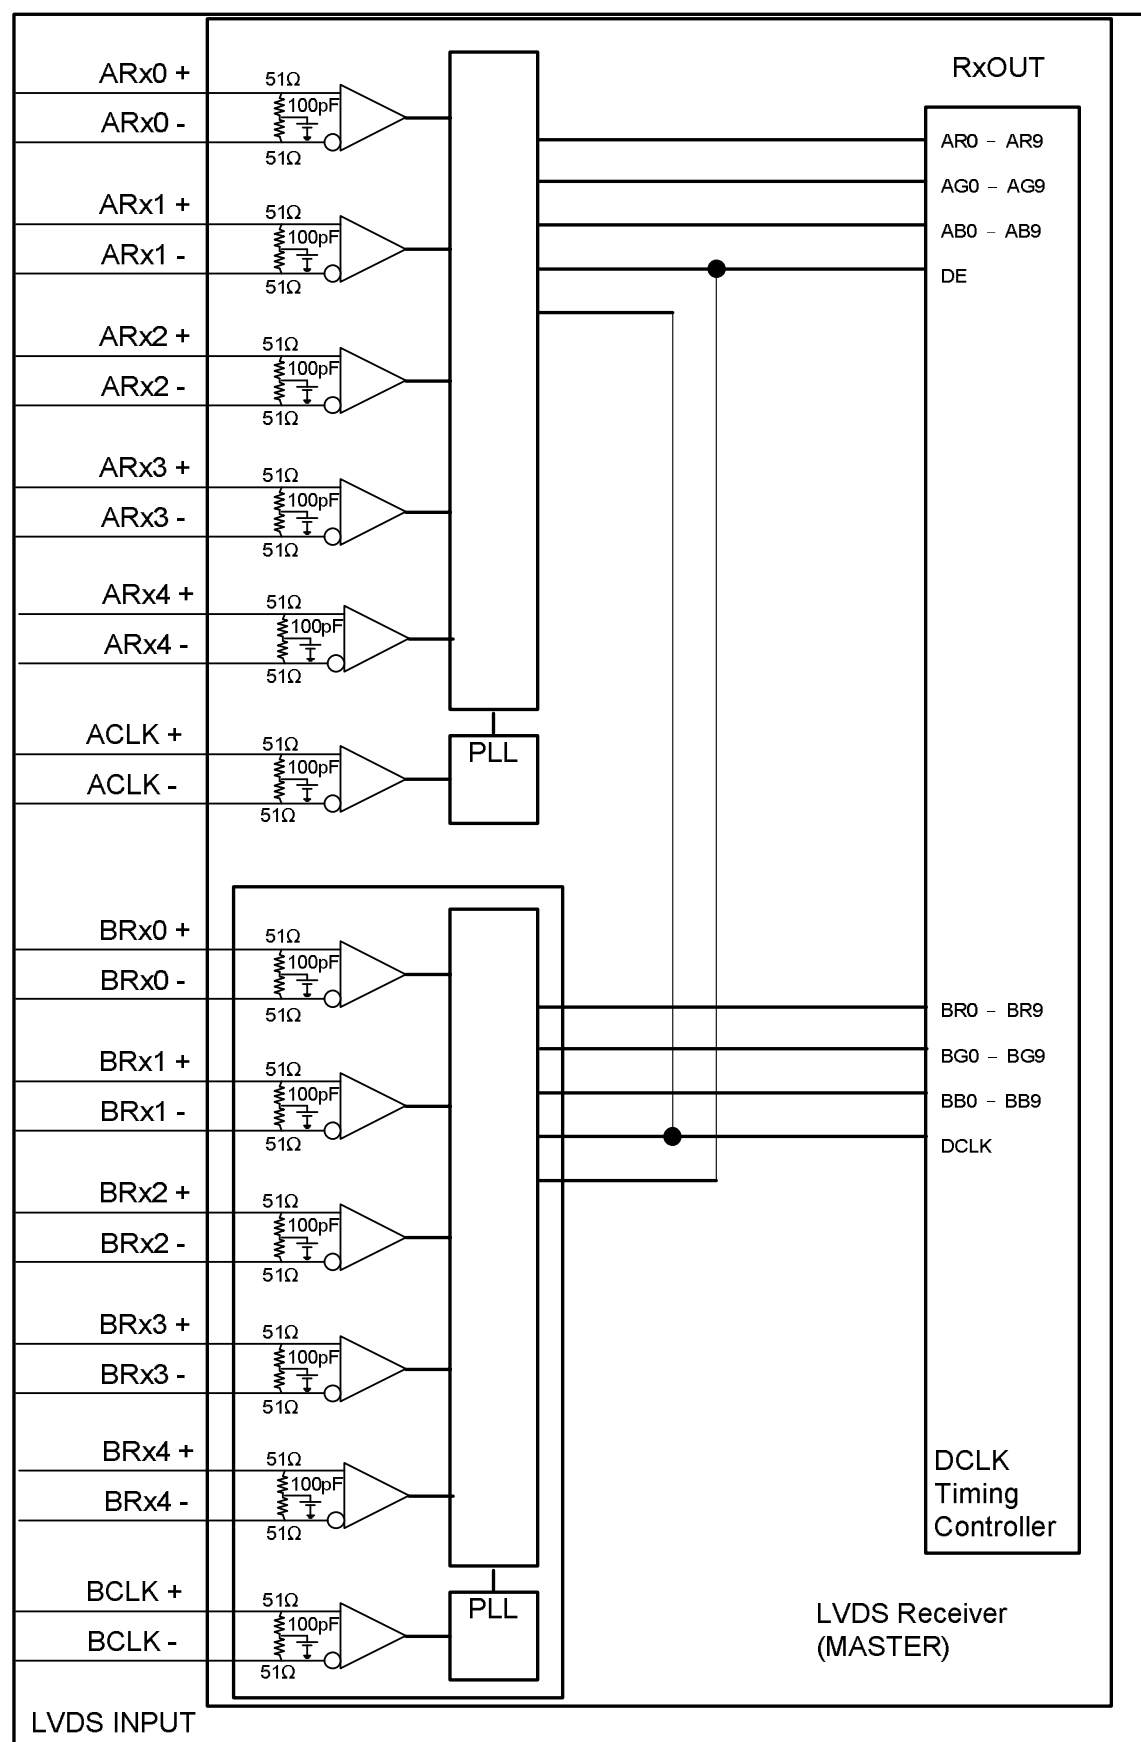 RxOUT
ARx0 +
51Ω
100pF
ARx0 -
51Ω
AR0 – AR9
AG0 – AG9
ARx1 +
51Ω
100pF
ARx1 -
51Ω
AB0 – AB9
DE
ARx2 +
51Ω
100pF
ARx2 -
51Ω
ARx3 +
51Ω
100pF
ARx3 -
51Ω
ARx4 +
51Ω
100pF
ARx4 -
51Ω
ACLK +
51Ω
100pF
ACLK -
51Ω
PLL
BRx0 +
51Ω
100pF
BRx0 -
51Ω
BR0 – BR9
BG0 – BG9
BRx1 +
51Ω
100pF
BRx1 -
51Ω
BB0 – BB9
DCLK
BRx2 +
51Ω
100pF
BRx2 -
51Ω
BRx3 +
51Ω
100pF
BRx3 -
51Ω
BRx4 +
51Ω
100pF
BRx4 -
51Ω
DCLK
Timing
Controller
BCLK +
51Ω
100pF
BCLK -
51Ω
PLL
LVDS Receiver
(MASTER)
LVDS INPUT